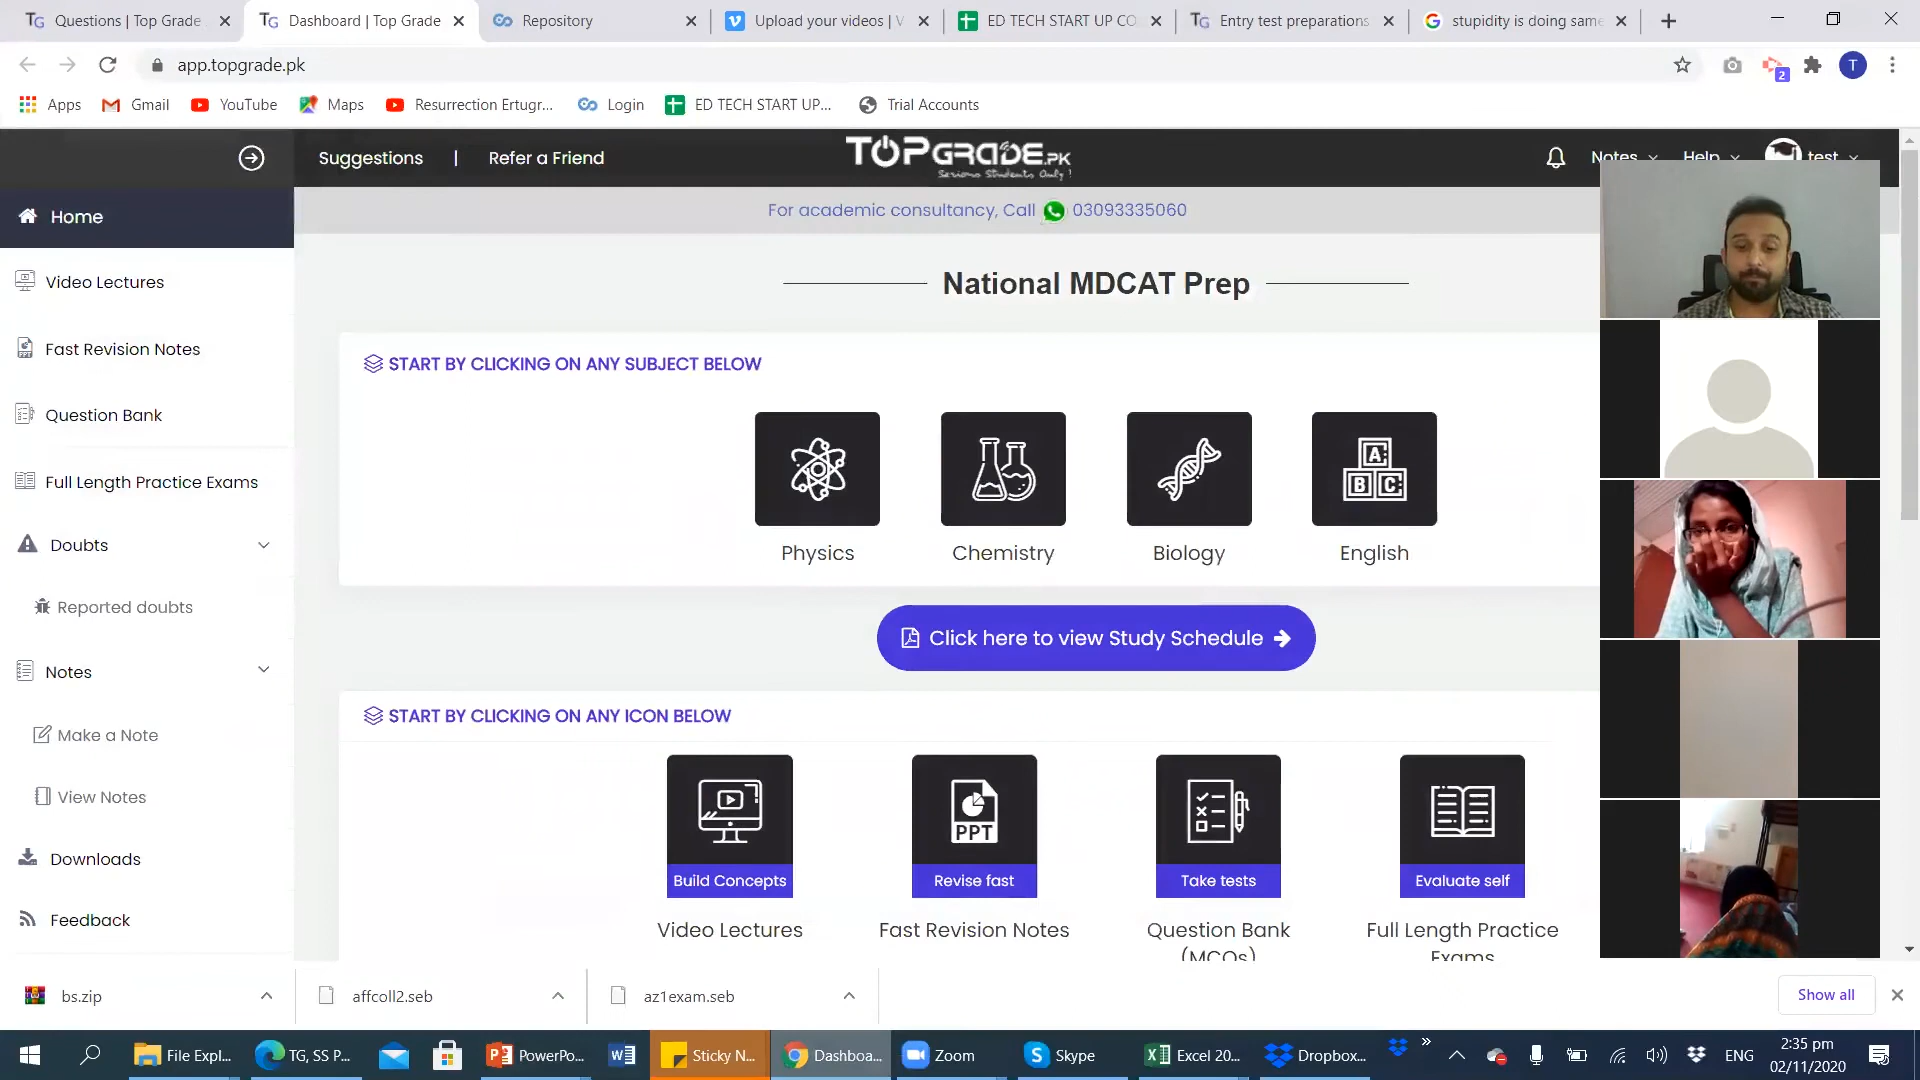 Questions | Top Grade
Dashboard | Top Grade
Repository
Upload your videos | V
ED TECH START UP CO
Entry test preparations
stupidity is doing same
app.topgrade.pk
2
T
Apps
Gmail
YouTube
Maps
Resurrection Ertugr...
Login
ED TECH START UP...
Trial Accounts
Suggestions | Refer a Friend
TOPGRADE.PK
Serious Students Only !
Notes
Help
test
For academic consultancy, Call 03093335060
Home
Video Lectures
Fast Revision Notes
Question Bank
Full Length Practice Exams
Doubts
Reported doubts
Notes
Make a Note
View Notes
Downloads
Feedback
National MDCAT Prep
START BY CLICKING ON ANY SUBJECT BELOW
A
B C
Physics
Chemistry
Biology
English
Click here to view Study Schedule
START BY CLICKING ON ANY ICON BELOW
PPT
Build Concepts
Revise fast
Take tests
Evaluate self
Video Lectures
Fast Revision Notes
Question Bank
(MCQs)
Full Length Practice
Exams
bs.zip
affcoll2.seb
az1exam.seb
Show all
File Expl...
TG, SS P...
PowerPo...
Sticky N...
Dashboa...
Zoom
Skype
Excel 20...
Dropbox...
ENG
2:35 pm
02/11/2020